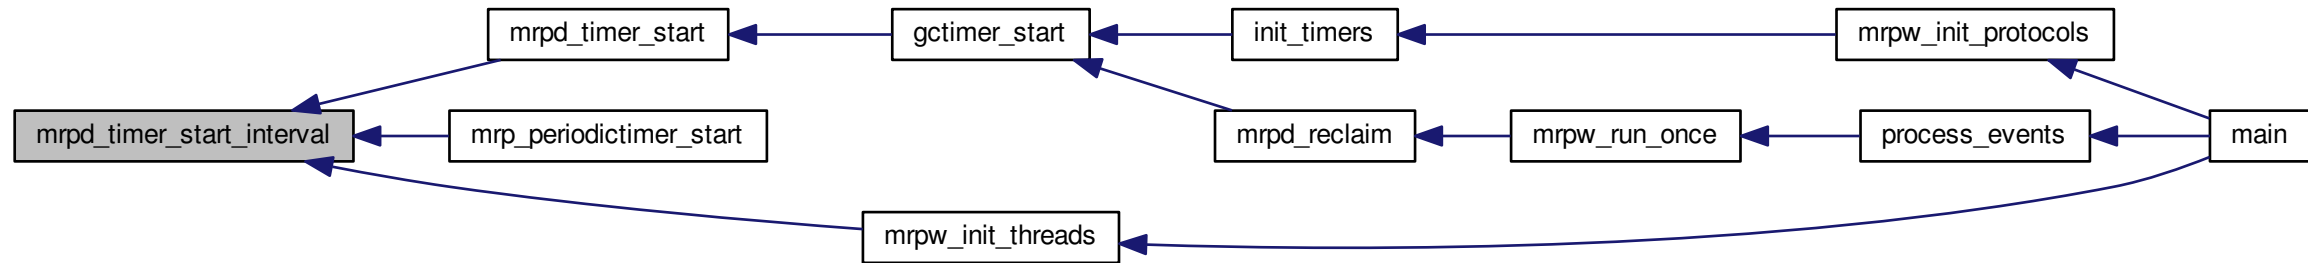 mrpd_timer_start
gctimer_start
init_timers
mrpw_init_protocols
mrpd_timer_start_interval
mrp_periodictimer_start
mrpd_reclaim
mrpw_run_once
process_events
main
mrpw_init_threads